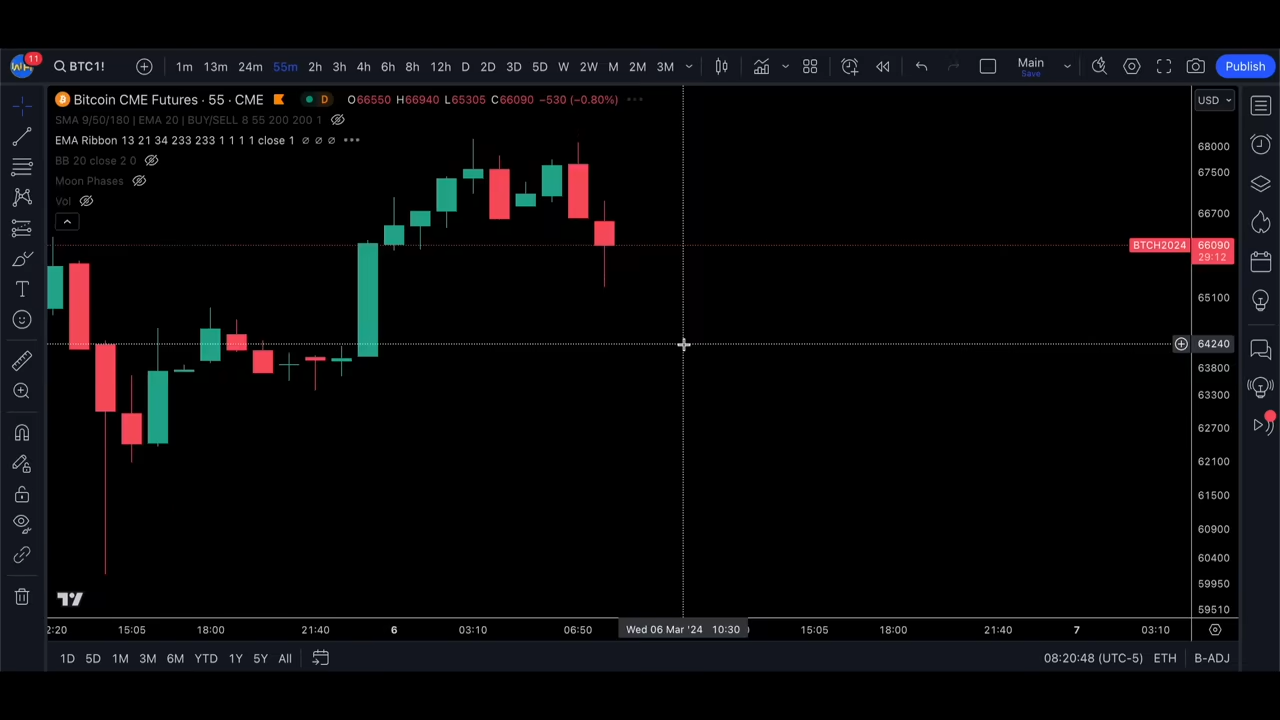 11
BTC1!
1m 13m 24m 55m 2h 3h 4h 6h 8h 12h D 2D 3D 5D W 2W M 2M 3M
Main
Save
Publish
Bitcoin CME Futures · 55 · CME D O66550 H66940 L65305 C66090 −530 (−0.80%)
USD
SMA 9/50/180 | EMA 20 | BUY/SELL 8 55 200 200 1
EMA Ribbon 13 21 34 233 233 1 1 1 1 close 1 ∅ ∅ ∅
BB 20 close 2 0
Moon Phases
Vol
68000
67500
66700
BTCH2024 66090
29:12
65100
64240
63800
63300
62700
62100
61500
60900
60400
59950
59510
2:20 15:05 18:00 21:40 6 03:10 06:50 Wed 06 Mar '24 10:30 15:05 18:00 21:40 7 03:10
1D 5D 1M 3M 6M YTD 1Y 5Y All 08:20:48 (UTC-5) ETH B-ADJ